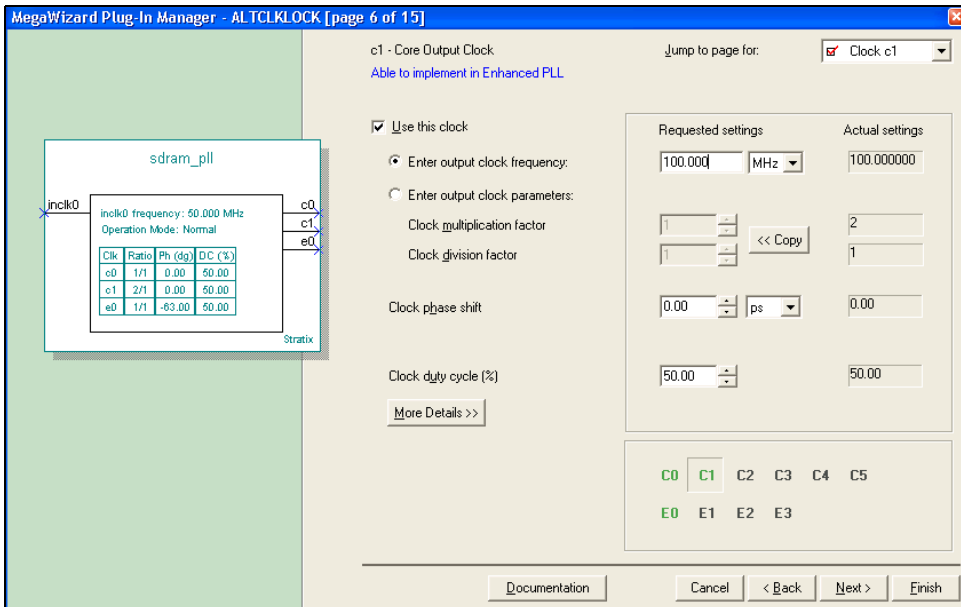 MegaWizard Plug-In Manager - ALTCLKLOCK [page 6 of 15]
c1 - Core Output Clock
Able to implement in Enhanced PLL
Jump to page for:
Clock c1
Use this clock
Requested settings
Actual settings
Enter output clock frequency:
100.000
MHz
100.000000
Enter output clock parameters:
Clock multiplication factor
1
2
<< Copy
Clock division factor
1
1
Clock phase shift
0.00
ps
0.00
Clock duty cycle (%)
50.00
50.00
More Details >>
sdram_pll
inclk0
inclk0 frequency: 50.000 MHz
Operation Mode: Normal
Clk Ratio Ph (dg) DC (%)
c0 1/1 0.00 50.00
c1 2/1 0.00 50.00
e0 1/1 -63.00 50.00
c0
c1
e0
Stratix
C0 C1 C2 C3 C4 C5
E0 E1 E2 E3
Documentation
Cancel
< Back
Next >
Finish